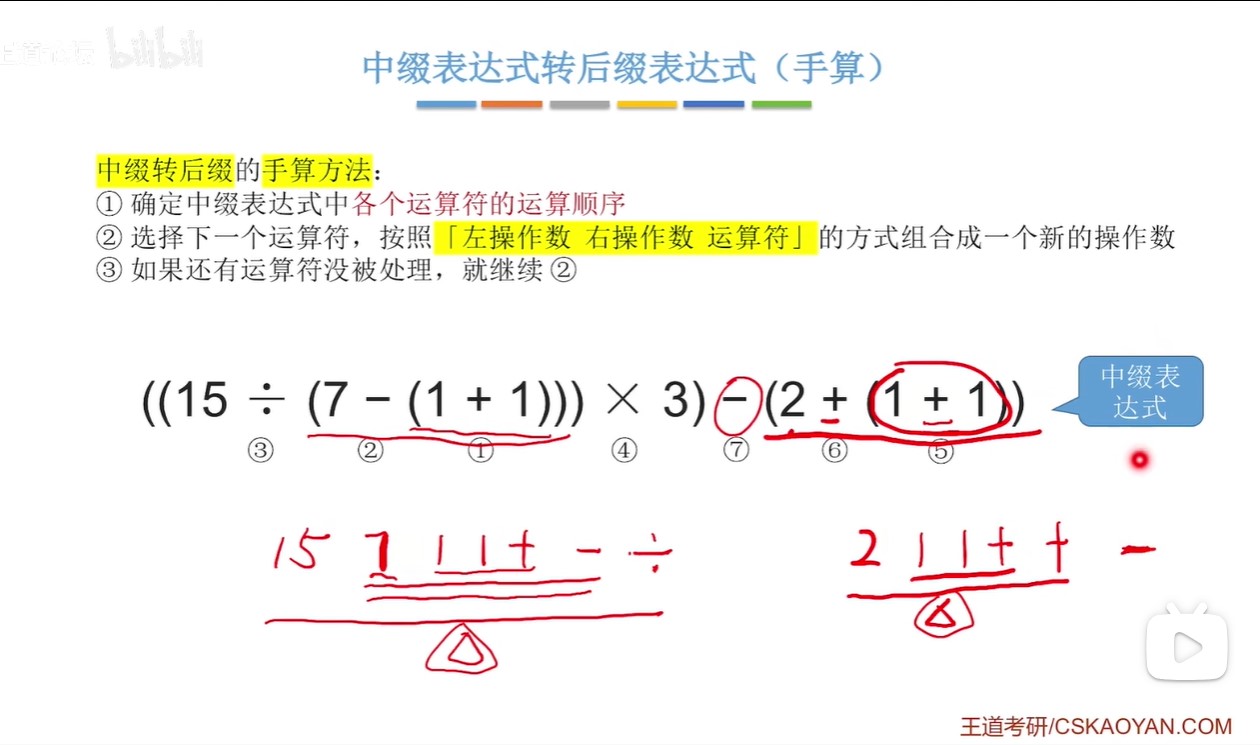 bilibili
中缀表达式转后缀表达式（手算）
中缀转后缀的手算方法：
① 确定中缀表达式中各个运算符的运算顺序
② 选择下一个运算符，按照「左操作数 右操作数 运算符」的方式组合成一个新的操作数
③ 如果还有运算符没被处理，就继续 ②
((15 ÷ (7 − (1 + 1))) × 3) − (2 + (1 + 1))
中缀表
达式
③ ② ① ④ ⑦ ⑥ ⑤
15 7 1 1 + - ÷ 2 1 1 + + -
王道考研/CSKAOYAN.COM